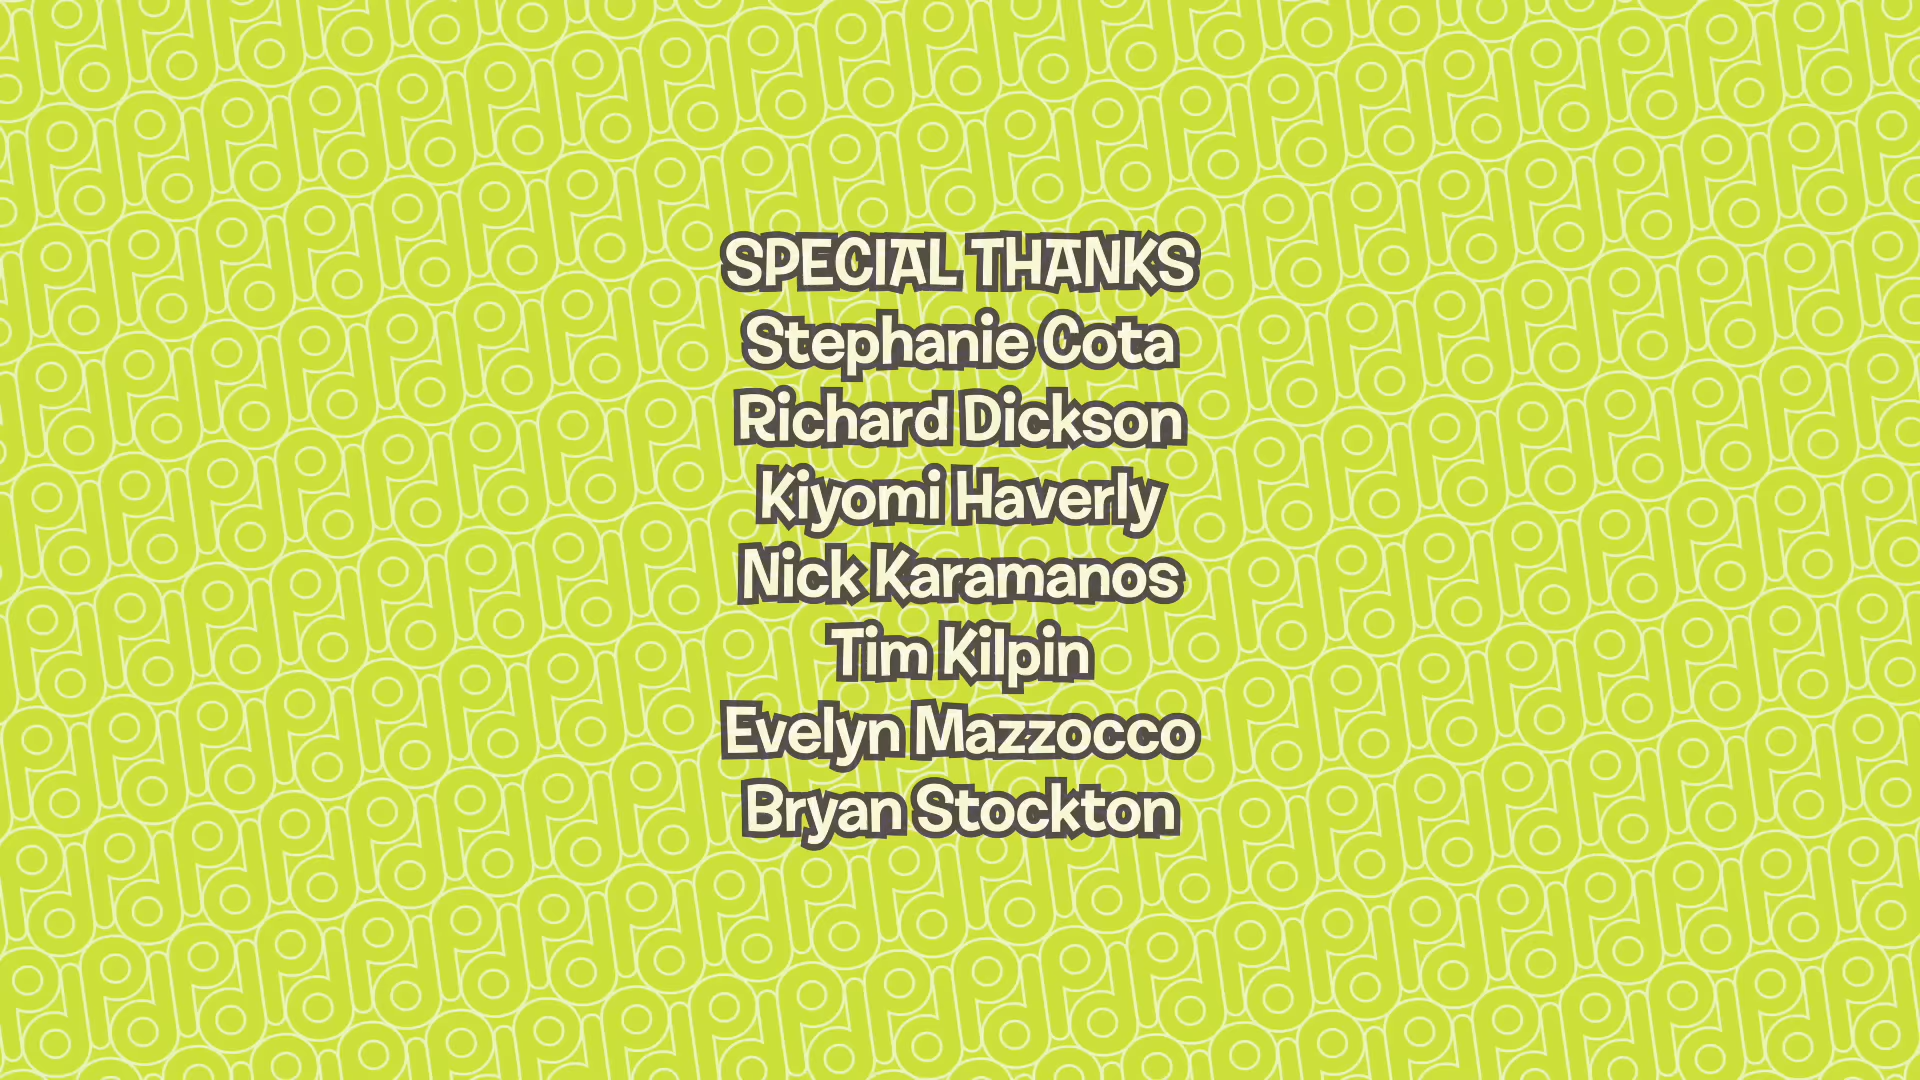 SPECIAL THANKS
Stephanie Cota
Richard Dickson
Kiyomi Haverly
Nick Karamanos
Tim Kilpin
Evelyn Mazzocco
Bryan Stockton